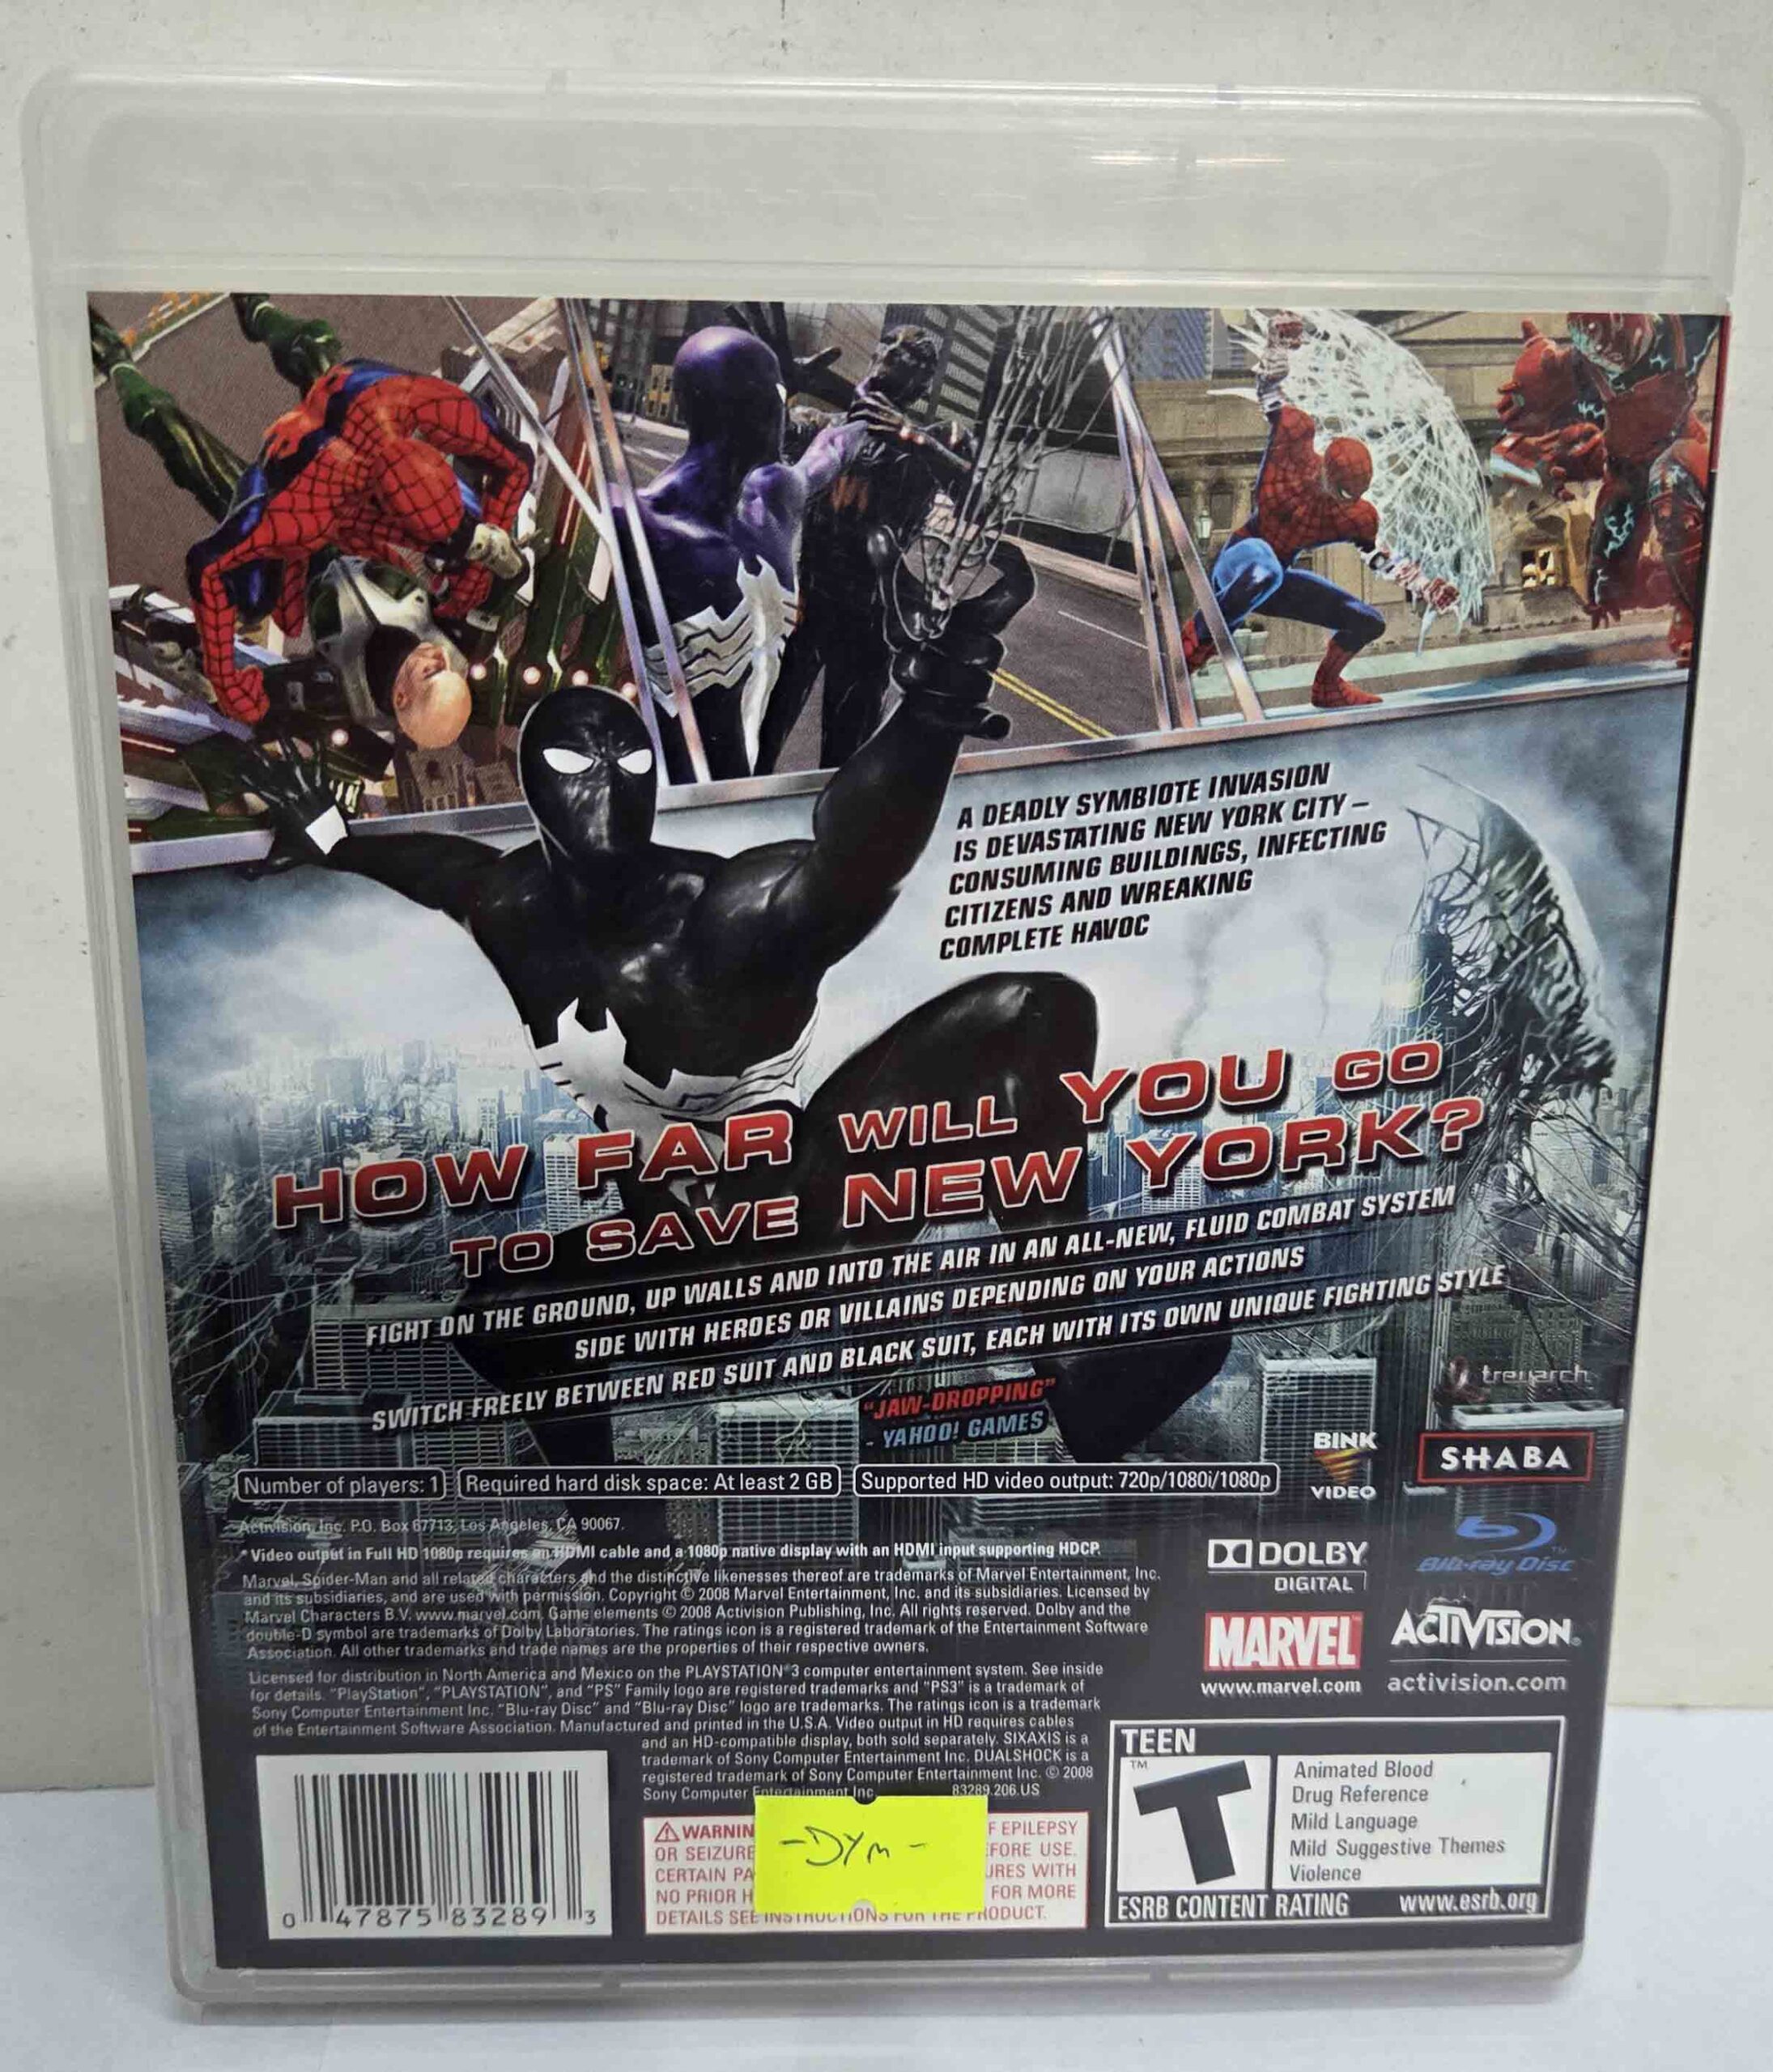 A DEADLY SYMBIOTE INVASION
IS DEVASTATING NEW YORK CITY –
CONSUMING BUILDINGS, INFECTING
CITIZENS AND WREAKING
COMPLETE HAVOC
HOW FAR WILL YOU GO
TO SAVE NEW YORK?
FIGHT ON THE GROUND, UP WALLS AND INTO THE AIR IN AN ALL-NEW, FLUID COMBAT SYSTEM
SIDE WITH HEROES OR VILLAINS DEPENDING ON YOUR ACTIONS
SWITCH FREELY BETWEEN RED SUIT AND BLACK SUIT, EACH WITH ITS OWN UNIQUE FIGHTING STYLE
"JAW-DROPPING"
- YAHOO! GAMES
treyarch
BINK
VIDEO
SHABA
Number of players: 1
Required hard disk space: At least 2 GB
Supported HD video output: 720p/1080i/1080p
Activision, Inc. P.O. Box 67713, Los Angeles, CA 90067.
* Video output in Full HD 1080p requires an HDMI cable and a 1080p native display with an HDMI input supporting HDCP.
Marvel, Spider-Man and all related characters and the distinctive likenesses thereof are trademarks of Marvel Entertainment, Inc.
and its subsidiaries, and are used with permission. Copyright © 2008 Marvel Entertainment, Inc. and its subsidiaries. Licensed by
Marvel Characters B.V. www.marvel.com. Game elements © 2008 Activision Publishing, Inc. All rights reserved. Dolby and the
double-D symbol are trademarks of Dolby Laboratories. The ratings icon is a registered trademark of the Entertainment Software
Association. All other trademarks and trade names are the properties of their respective owners.
Licensed for distribution in North America and Mexico on the PLAYSTATION®3 computer entertainment system. See inside
for details. "PlayStation", "PLAYSTATION", and "PS" Family logo are registered trademarks and "PS3" is a trademark of
Sony Computer Entertainment Inc. "Blu-ray Disc" and "Blu-ray Disc" logo are trademarks. The ratings icon is a trademark
of the Entertainment Software Association. Manufactured and printed in the U.S.A. Video output in HD requires cables
and an HD-compatible display, both sold separately. SIXAXIS is a
trademark of Sony Computer Entertainment Inc. DUALSHOCK is a
registered trademark of Sony Computer Entertainment Inc. © 2008
Sony Computer Entertainment Inc. 83289.206.US
DOLBY
DIGITAL
Blu-ray Disc™
MARVEL
www.marvel.com
ACTIVISION®
activision.com
0 47875 83289 3
WARNIN F EPILEPSY
OR SEIZURE FORE USE.
CERTAIN PA URES WITH
NO PRIOR H FOR MORE
DETAILS SEE INSTRUCTIONS FOR THE PRODUCT.
-DYM-
TEEN
T™
Animated Blood
Drug Reference
Mild Language
Mild Suggestive Themes
Violence
ESRB CONTENT RATING www.esrb.org